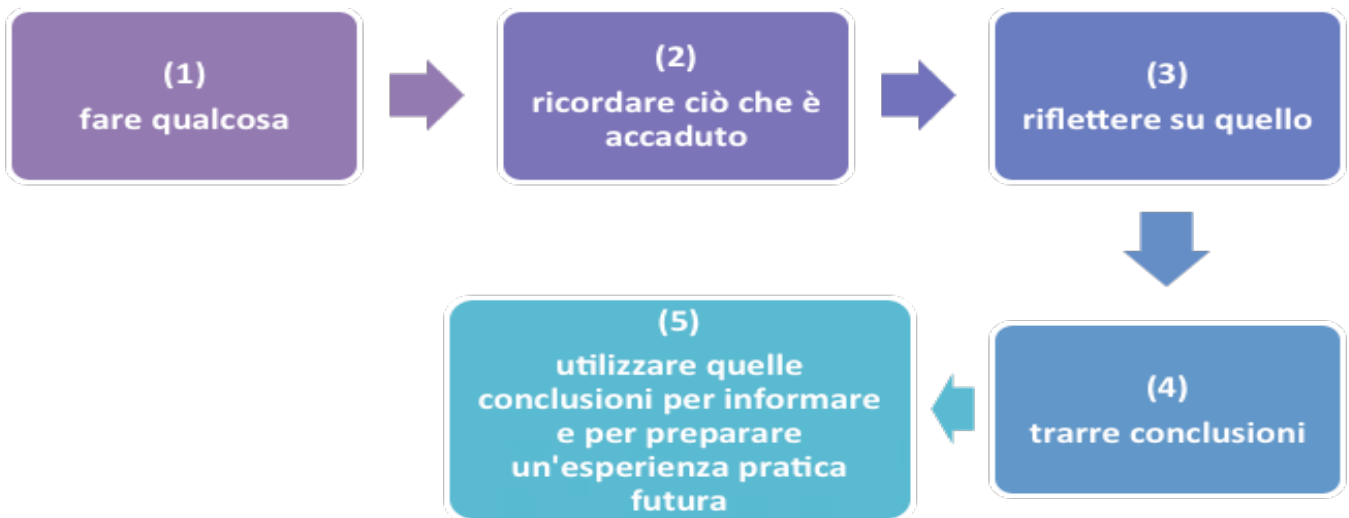 (1)
fare qualcosa
(2)
ricordare ciò che è
accaduto
(3)
riflettere su quello
(4)
trarre conclusioni
(5)
utilizzare quelle
conclusioni per informare
e per preparare
un'esperienza pratica
futura